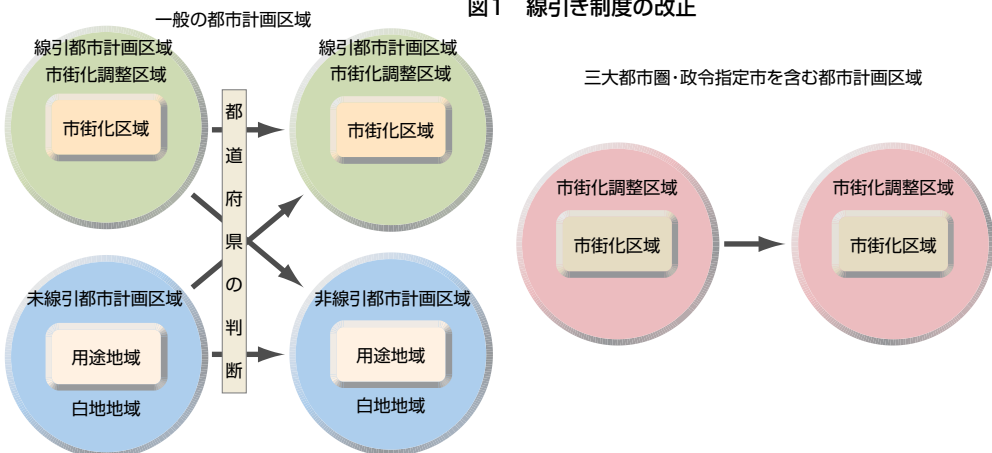 図1 線引き制度の改正
一般の都市計画区域
線引都市計画区域
市街化調整区域
市街化区域
未線引都市計画区域
用途地域
白地地域
都道府県の判断
線引都市計画区域
市街化調整区域
市街化区域
非線引都市計画区域
用途地域
白地地域
三大都市圏・政令指定市を含む都市計画区域
市街化調整区域
市街化区域
市街化調整区域
市街化区域